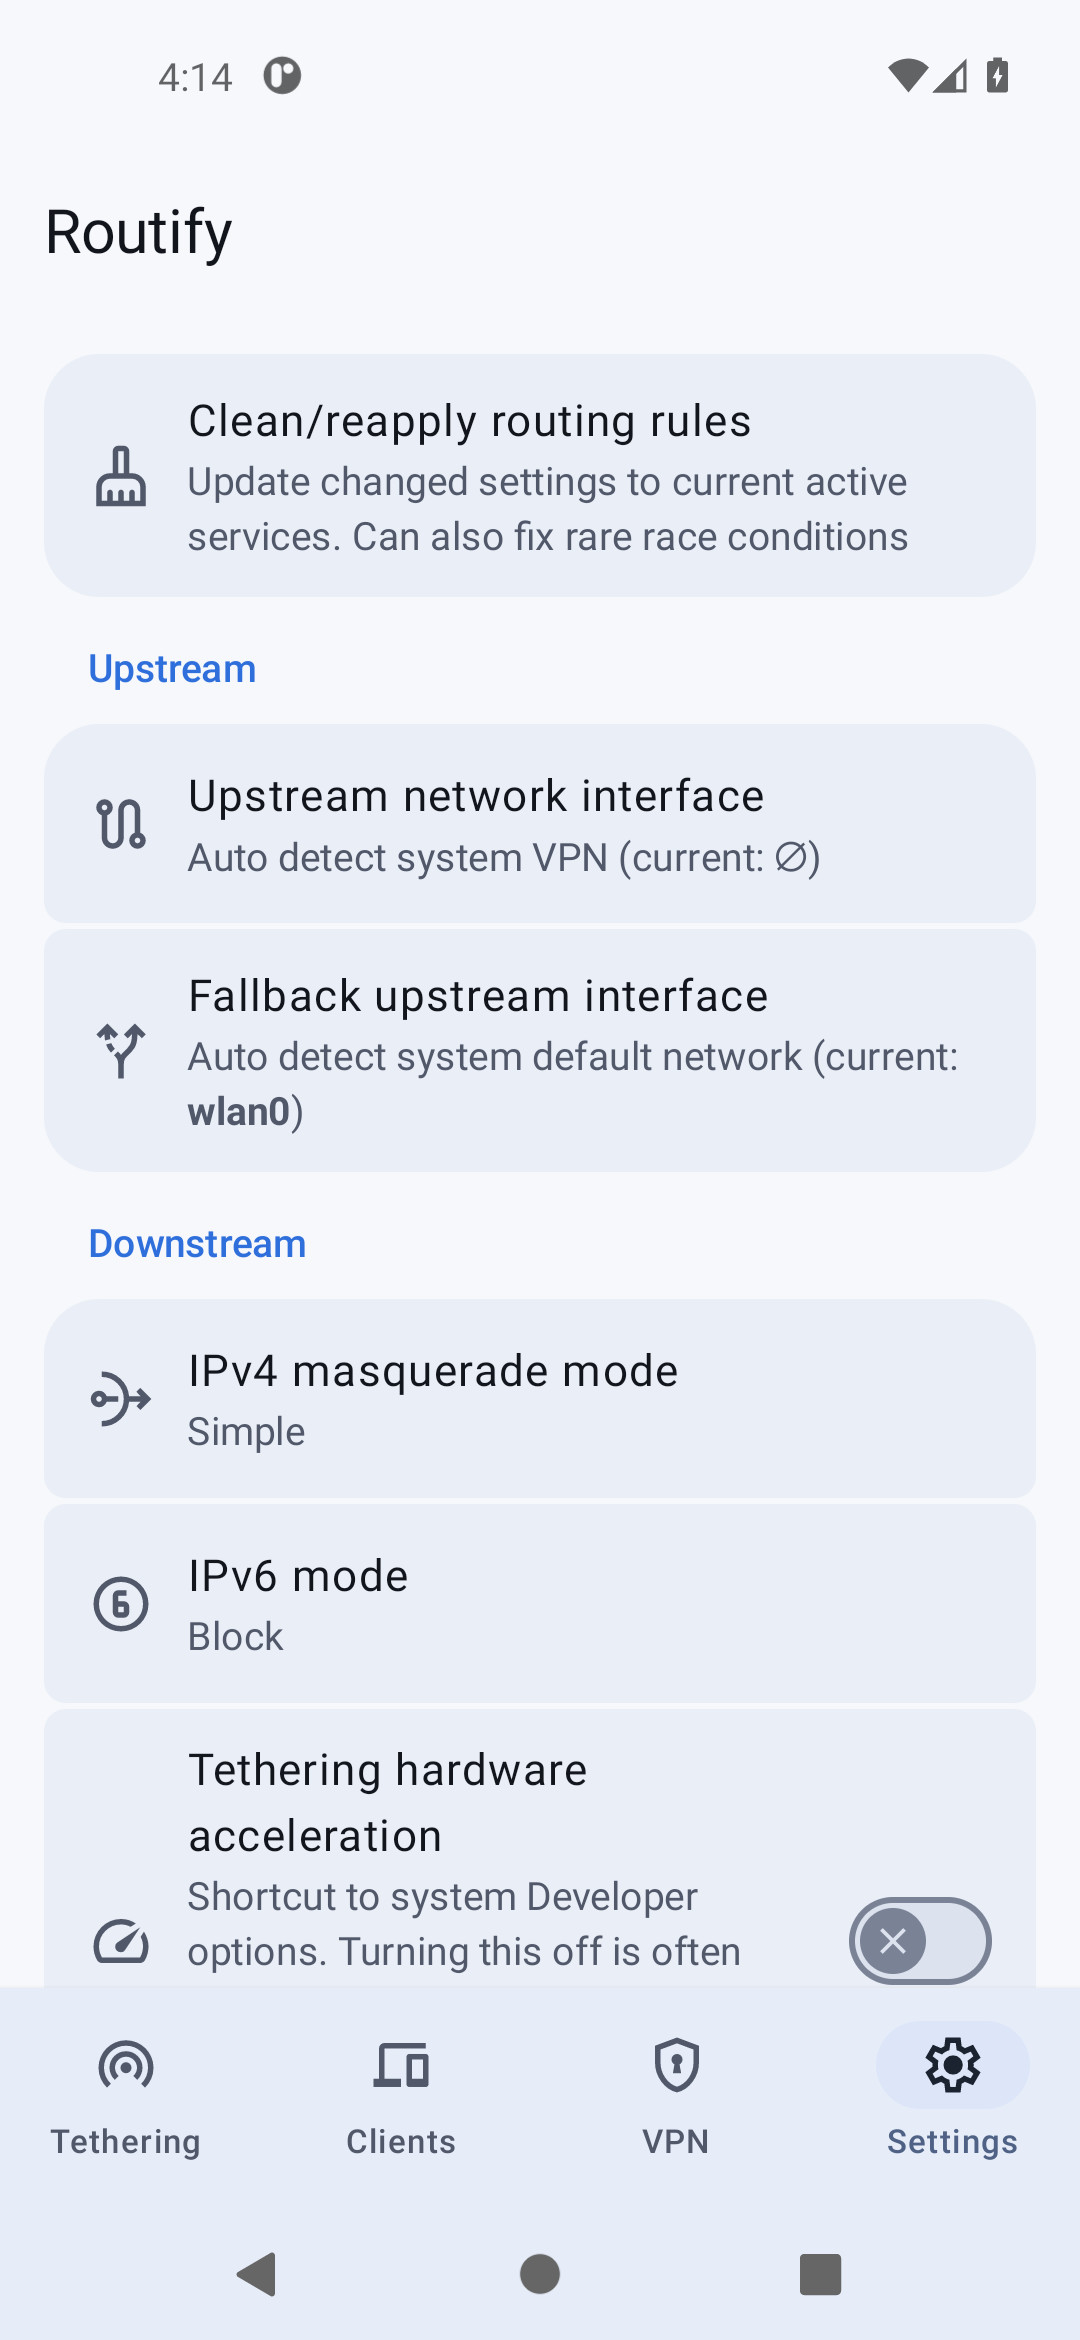 4:14
Routify
Clean/reapply routing rules
Update changed settings to current active
services. Can also fix rare race conditions
Upstream
Upstream network interface
Auto detect system VPN (current: ∅)
Fallback upstream interface
Auto detect system default network (current:
wlan0)
Downstream
IPv4 masquerade mode
Simple
6
IPv6 mode
Block
Tethering hardware
acceleration
Shortcut to system Developer
options. Turning this off is often
Tethering
Clients
VPN
Settings